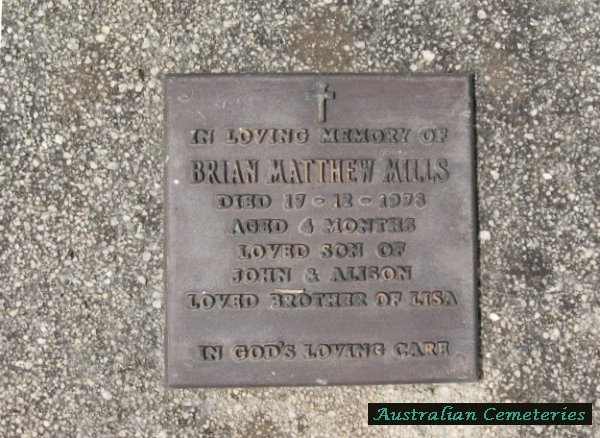 IN LOVING MEMORY OF
BRIAN MATTHEW MILLS
DIED 17-12-1973
AGED 4 MONTHS
LOVED SON OF
JOHN & ALISON
LOVED BROTHER OF LISA
IN GOD'S LOVING CARE
Australian Cemeteries